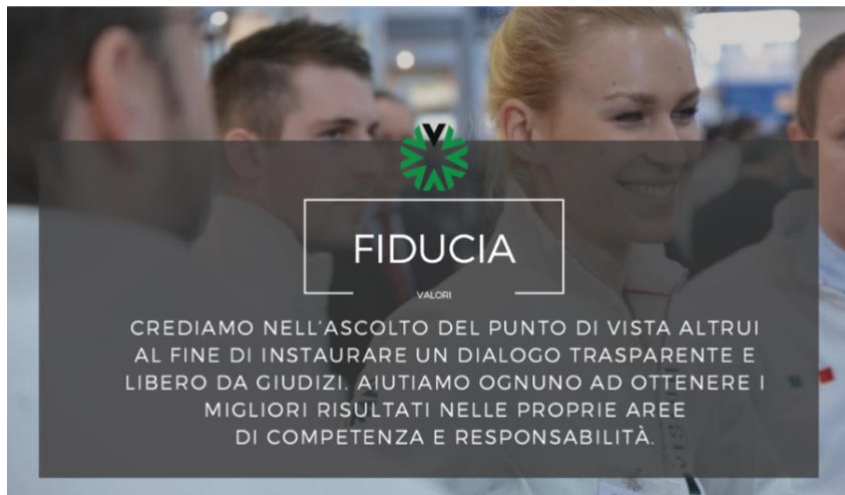 FIDUCIA
VALORI
CREDIAMO NELL'ASCOLTO DEL PUNTO DI VISTA ALTRUI
AL FINE DI INSTAURARE UN DIALOGO TRASPARENTE E
LIBERO DA GIUDIZI. AIUTIAMO OGNUNO AD OTTENERE I
MIGLIORI RISULTATI NELLE PROPRIE AREE
DI COMPETENZA E RESPONSABILITÀ.